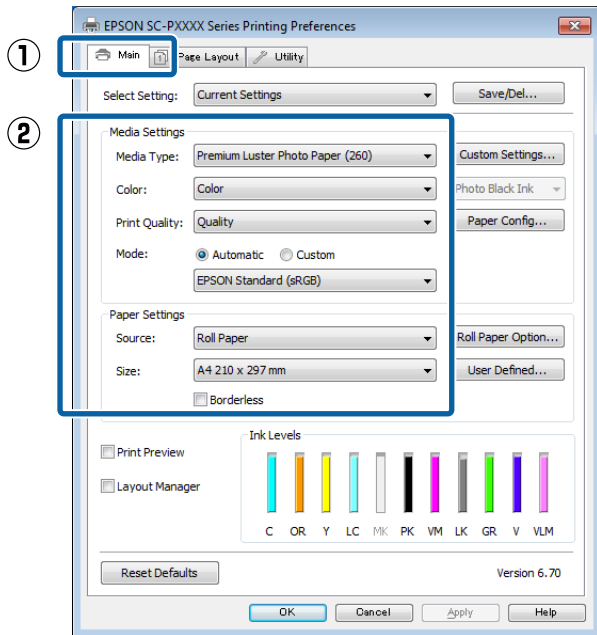 EPSON SC-PXXXX Series Printing Preferences
1
Main
Page Layout
Utility
Select Setting: Current Settings Save/Del...
2
Media Settings
Media Type: Premium Luster Photo Paper (260) Custom Settings...
Color: Color Photo Black Ink
Print Quality: Quality Paper Config...
Mode: Automatic Custom
EPSON Standard (sRGB)
Paper Settings
Source: Roll Paper Roll Paper Option...
Size: A4 210 x 297 mm User Defined...
Borderless
Print Preview
Layout Manager
Ink Levels
C OR Y LC MK PK VM LK GR V VLM
Reset Defaults Version 6.70
OK Cancel Apply Help